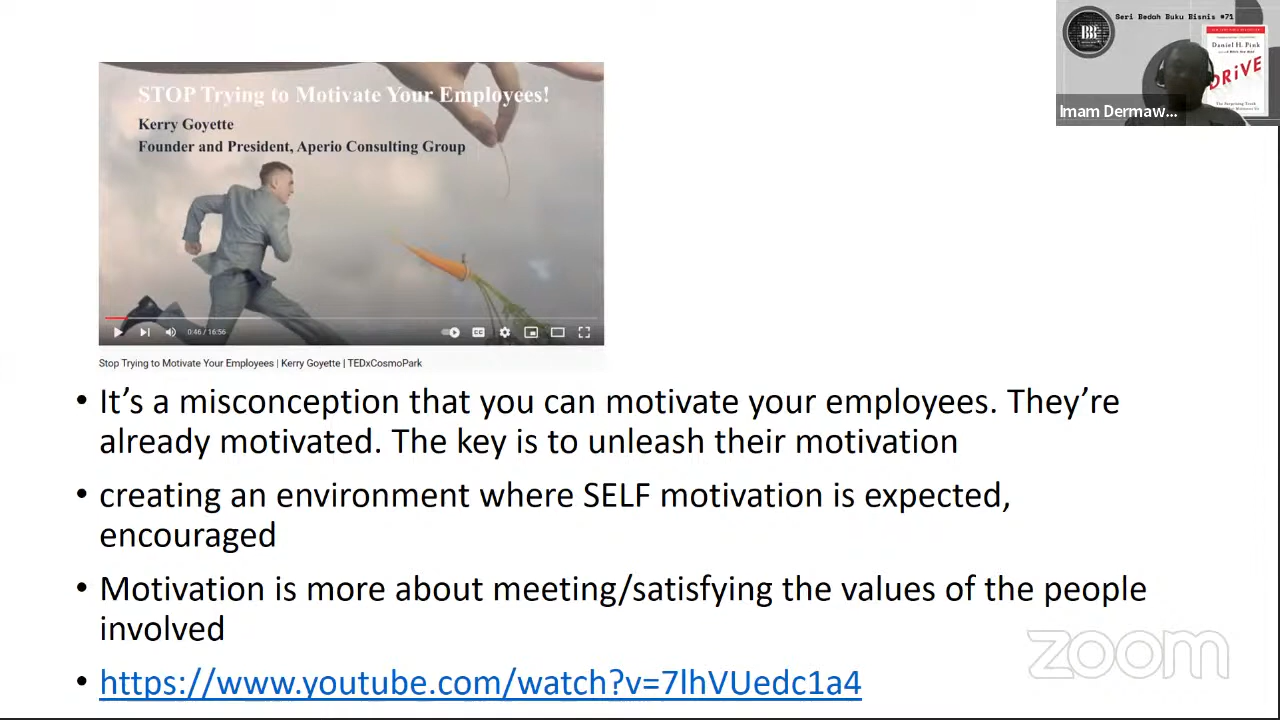 Seri Bedah Buku Bisnis #71
BB
Daniel H. Pink
DRiVE
Imam Dermaw...
STOP Trying to Motivate Your Employees!
Kerry Goyette
Founder and President, Aperio Consulting Group
0:46 / 16:56
CC
Stop Trying to Motivate Your Employees | Kerry Goyette | TEDxCosmoPark
• It’s a misconception that you can motivate your employees. They’re
already motivated. The key is to unleash their motivation
• creating an environment where SELF motivation is expected,
encouraged
• Motivation is more about meeting/satisfying the values of the people
involved
• https://www.youtube.com/watch?v=7lhVUedc1a4
zoom